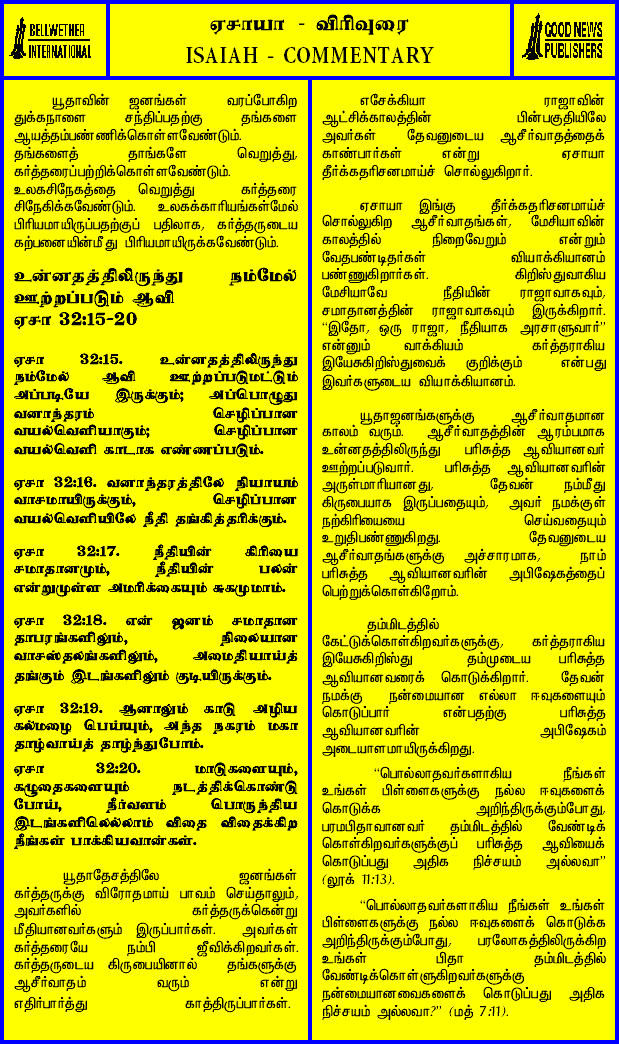 BELLWETHER
INTERNATIONAL
ஏசாயா - விரிவுரை
ISAIAH - COMMENTARY
GOOD NEWS
PUBLISHERS
யூதாவின் ஜனங்கள் வரப்போகிற
துக்கநாளை சந்திப்பதற்கு தங்களை
ஆயத்தம்பண்ணிக்கொள்ளவேண்டும்.
தங்களைத் தாங்களே வெறுத்து,
கர்த்தரைப்பற்றிக்கொள்ளவேண்டும்.
உலகசிநேகத்தை வெறுத்து கர்த்தரை
சிநேகிக்கவேண்டும். உலகக்காரியங்கள்மேல்
பிரியமாயிருப்பதற்குப் பதிலாக, கர்த்தருடைய
கற்பனையின்மீது பிரியமாயிருக்கவேண்டும்.
உன்னதத்திலிருந்து நம்மேல்
ஊற்றப்படும் ஆவி
ஏசா 32:15-20
ஏசா 32:15. உன்னதத்திலிருந்து
நம்மேல் ஆவி ஊற்றப்படுமட்டும்
அப்படியே இருக்கும்; அப்பொழுது
வனாந்தரம் செழிப்பான
வயல்வெளியாகும்; செழிப்பான
வயல்வெளி காடாக எண்ணப்படும்.
ஏசா 32:16. வனாந்தரத்திலே நியாயம்
வாசமாயிருக்கும், செழிப்பான
வயல்வெளியிலே நீதி தங்கித்தரிக்கும்.
ஏசா 32:17. நீதியின் கிரியை
சமாதானமும், நீதியின் பலன்
என்றுமுள்ள அமரிக்கையும் சுகமுமாம்.
ஏசா 32:18. என் ஜனம் சமாதான
தாபரங்களிலும், நிலையான
வாசஸ்தலங்களிலும், அமைதியாய்த்
தங்கும் இடங்களிலும் குடியிருக்கும்.
ஏசா 32:19. ஆனாலும் காடு அழிய
கல்மழை பெய்யும், அந்த நகரம் மகா
தாழ்வாய்த் தாழ்ந்துபோம்.
ஏசா 32:20. மாடுகளையும்,
கழுதைகளையும் நடத்திக்கொண்டு
போய், நீர்வளம் பொருந்திய
இடங்களிலெல்லாம் விதை விதைக்கிற
நீங்கள் பாக்கியவான்கள்.
யூதாதேசத்திலே ஜனங்கள்
கர்த்தருக்கு விரோதமாய் பாவம் செய்தாலும்,
அவர்களில் கர்த்தருக்கென்று
மீதியானவர்களும் இருப்பார்கள். அவர்கள்
கர்த்தரையே நம்பி ஜீவிக்கிறவர்கள்.
கர்த்தருடைய கிருபையினால் தங்களுக்கு
ஆசீர்வாதம் வரும் என்று
எதிர்பார்த்து காத்திருப்பார்கள்.
எசேக்கியா ராஜாவின்
ஆட்சிக்காலத்தின் பின்பகுதியிலே
அவர்கள் தேவனுடைய ஆசீர்வாதத்தைக்
காண்பார்கள் என்று ஏசாயா
தீர்க்கதரிசனமாய்ச் சொல்லுகிறார்.
ஏசாயா இங்கு தீர்க்கதரிசனமாய்ச்
சொல்லுகிற ஆசீர்வாதங்கள், மேசியாவின்
காலத்தில் நிறைவேறும் என்றும்
வேதபண்டிதர்கள் வியாக்கியானம்
பண்ணுகிறார்கள். கிறிஸ்துவாகிய
மேசியாவே நீதியின் ராஜாவாகவும்,
சமாதானத்தின் ராஜாவாகவும் இருக்கிறார்.
“இதோ, ஒரு ராஜா, நீதியாக அரசாளுவார்”
என்னும் வாக்கியம் கர்த்தராகிய
இயேசுகிறிஸ்துவைக் குறிக்கும் என்பது
இவர்களுடைய வியாக்கியானம்.
யூதாஜனங்களுக்கு ஆசீர்வாதமான
காலம் வரும். ஆசீர்வாதத்தின் ஆரம்பமாக
உன்னதத்திலிருந்து பரிசுத்த ஆவியானவர்
ஊற்றப்படுவார். பரிசுத்த ஆவியானவரின்
அருள்மாரியானது, தேவன் நம்மீது
கிருபையாக இருப்பதையும், அவர் நமக்குள்
நற்கிரியையை செய்வதையும்
உறுதிபண்ணுகிறது. தேவனுடைய
ஆசீர்வாதங்களுக்கு அச்சாரமாக, நாம்
பரிசுத்த ஆவியானவரின் அபிஷேகத்தைப்
பெற்றுக்கொள்கிறோம்.
தம்மிடத்தில்
கேட்டுக்கொள்கிறவர்களுக்கு, கர்த்தராகிய
இயேசுகிறிஸ்து தம்முடைய பரிசுத்த
ஆவியானவரைக் கொடுக்கிறார். தேவன்
நமக்கு நன்மையான எல்லா ஈவுகளையும்
கொடுப்பார் என்பதற்கு பரிசுத்த
ஆவியானவரின் அபிஷேகம்
அடையாளமாயிருக்கிறது.
“பொல்லாதவர்களாகிய நீங்கள்
உங்கள் பிள்ளைகளுக்கு நல்ல ஈவுகளைக்
கொடுக்க அறிந்திருக்கும்போது,
பரமபிதாவானவர் தம்மிடத்தில் வேண்டிக்
கொள்கிறவர்களுக்குப் பரிசுத்த ஆவியைக்
கொடுப்பது அதிக நிச்சயம் அல்லவா”
(லூக் 11:13).
“பொல்லாதவர்களாகிய நீங்கள் உங்கள்
பிள்ளைகளுக்கு நல்ல ஈவுகளைக் கொடுக்க
அறிந்திருக்கும்போது, பரலோகத்திலிருக்கிற
உங்கள் பிதா தம்மிடத்தில்
வேண்டிக்கொள்ளுகிறவர்களுக்கு
நன்மையானவைகளைக் கொடுப்பது அதிக
நிச்சயம் அல்லவா?” (மத் 7:11).